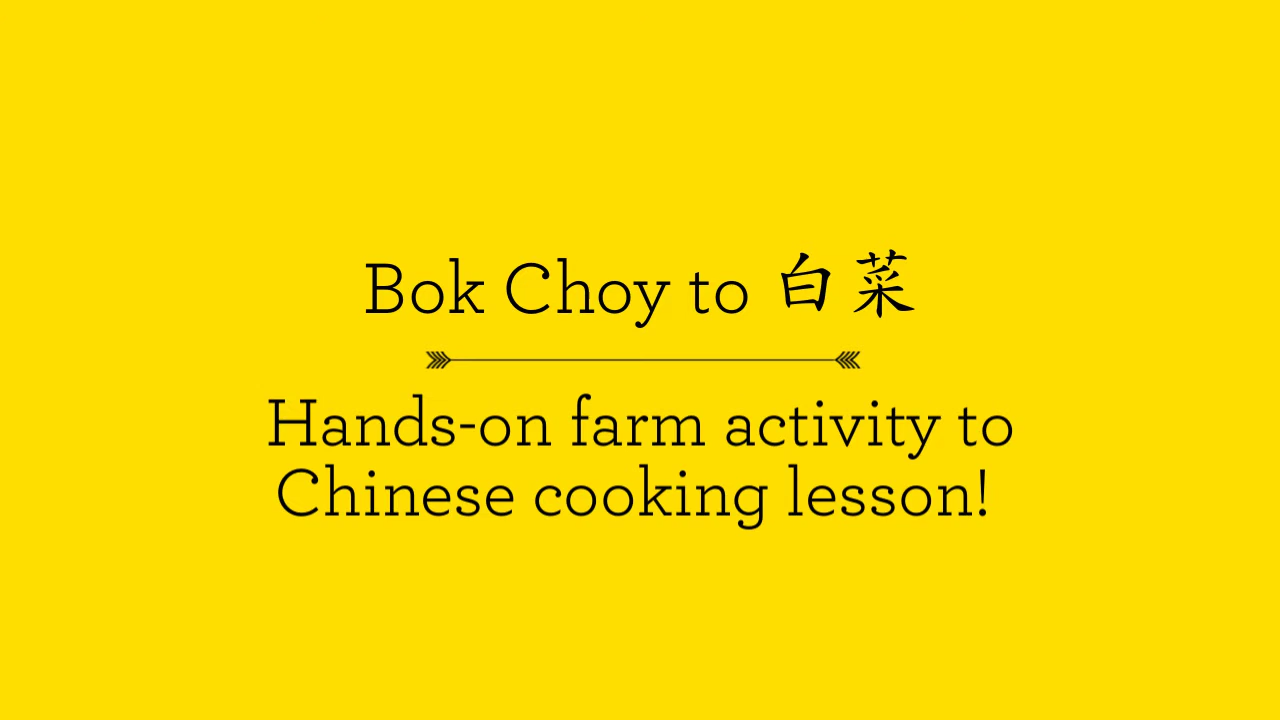 Bok Choy to 白菜
Hands-on farm activity to
Chinese cooking lesson!